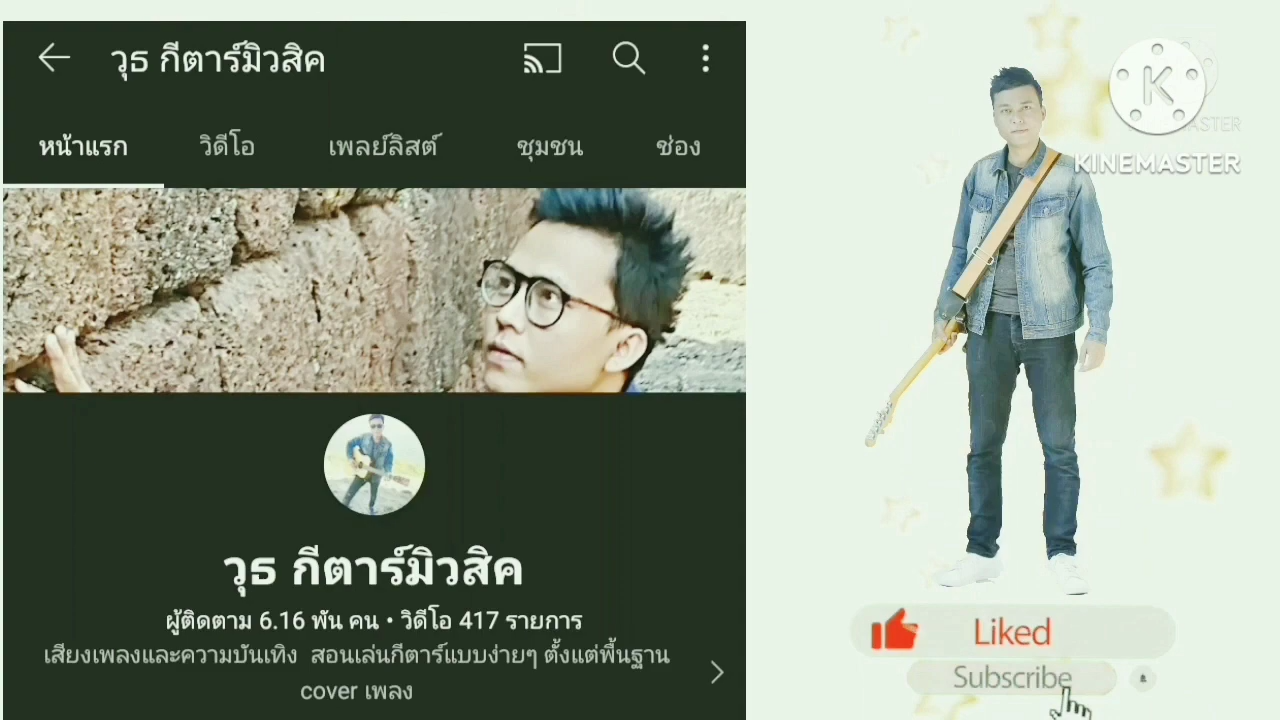 วุธ กีตาร์มิวสิค
หน้าแรก วิดีโอ เพลย์ลิสต์ ชุมชน ช่อง
วุธ กีตาร์มิวสิค
ผู้ติดตาม 6.16 พัน คน • วิดีโอ 417 รายการ
เสียงเพลงและความบันเทิง สอนเล่นกีตาร์แบบง่ายๆ ตั้งแต่พื้นฐาน
cover เพลง
K
KINEMASTER
Liked
Subscribe